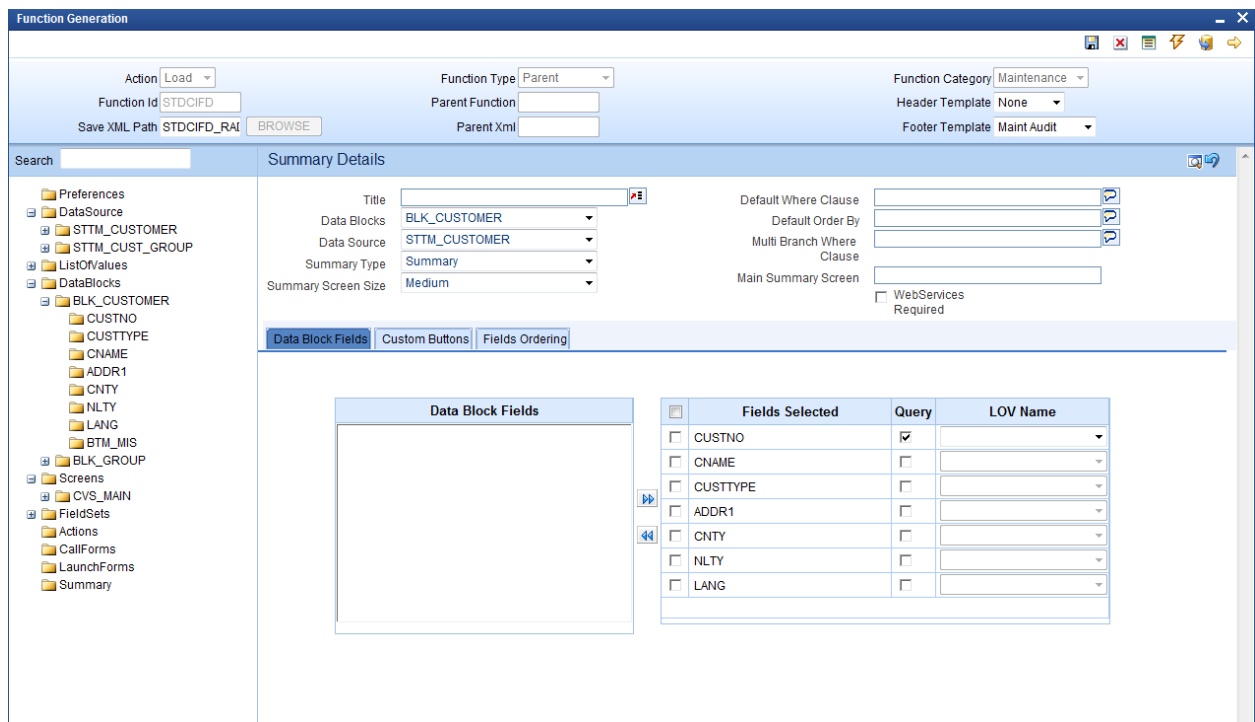 Function Generation
Action Load Function Type Parent Function Category Maintenance
Function Id STDCIFD Parent Function Header Template None
Save XML Path STDCIFD_RAD BROWSE Parent Xml Footer Template Maint Audit
Search Summary Details
Preferences
DataSource
STTM_CUSTOMER
STTM_CUST_GROUP
ListOfValues
DataBlocks
BLK_CUSTOMER
CUSTNO
CUSTTYPE
CNAME
ADDR1
CNTY
NLTY
LANG
BTM_MIS
BLK_GROUP
Screens
CVS_MAIN
FieldSets
Actions
CallForms
LaunchForms
Summary
Title
Data Blocks BLK_CUSTOMER
Data Source STTM_CUSTOMER
Summary Type Summary
Summary Screen Size Medium
Default Where Clause
Default Order By
Multi Branch Where
Clause
Main Summary Screen
WebServices
Required
Data Block Fields Custom Buttons Fields Ordering
Data Block Fields
Fields Selected Query LOV Name
CUSTNO
CNAME
CUSTTYPE
ADDR1
CNTY
NLTY
LANG